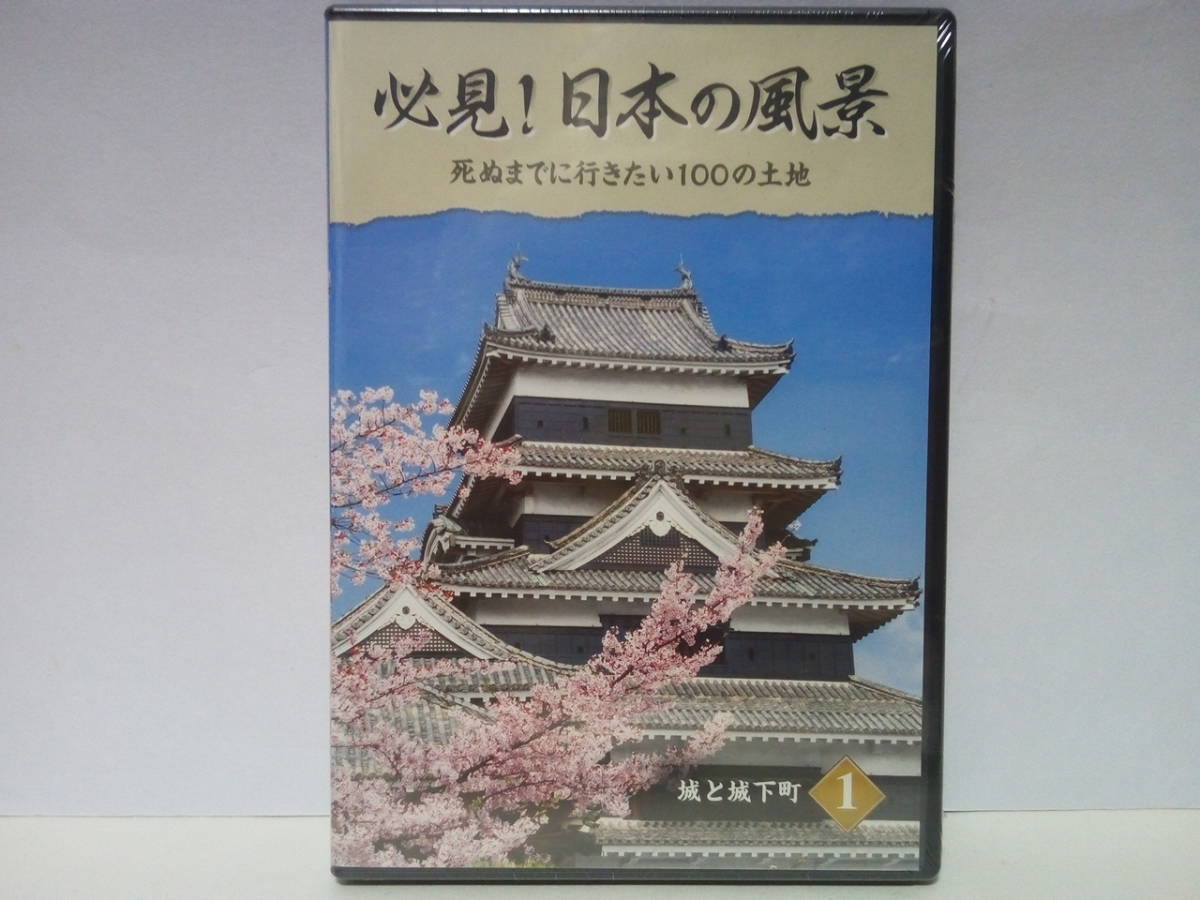 必見！日本の風景
死ぬまでに行きたい100の土地
城と城下町
1